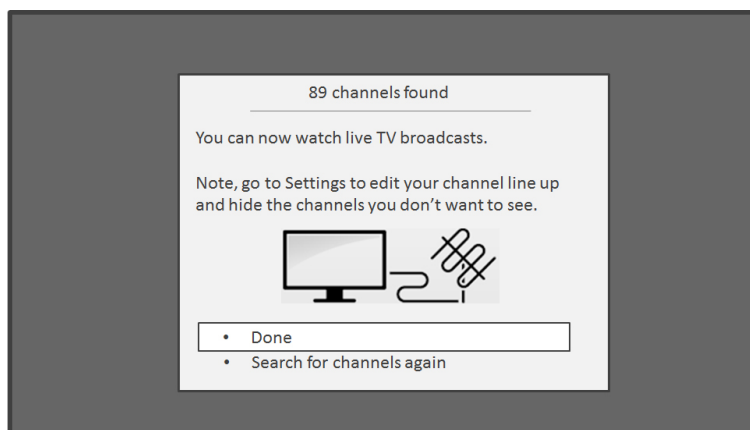 89 channels found
You can now watch live TV broadcasts.
Note, go to Settings to edit your channel line up
and hide the channels you don’t want to see.
• Done
• Search for channels again